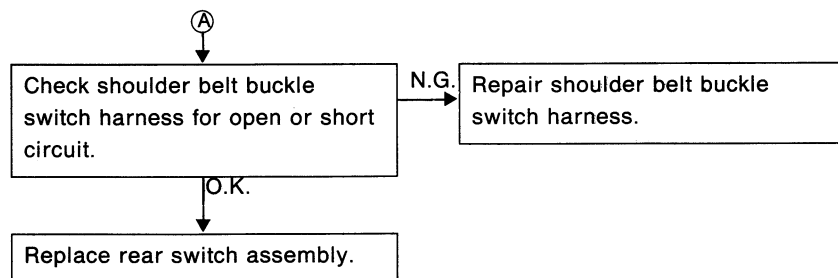 A
Check shoulder belt buckle
switch harness for open or short
circuit.
N.G.
Repair shoulder belt buckle
switch harness.
O.K.
Replace rear switch assembly.